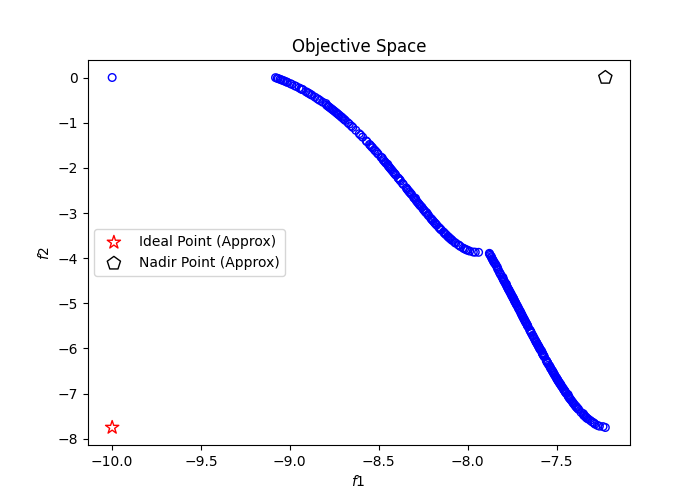 Objective Space
0
−1
−2
−3
−4
−5
−6
−7
−8
f2
Ideal Point (Approx)
Nadir Point (Approx)
−10.0 −9.5 −9.0 −8.5 −8.0 −7.5
f1